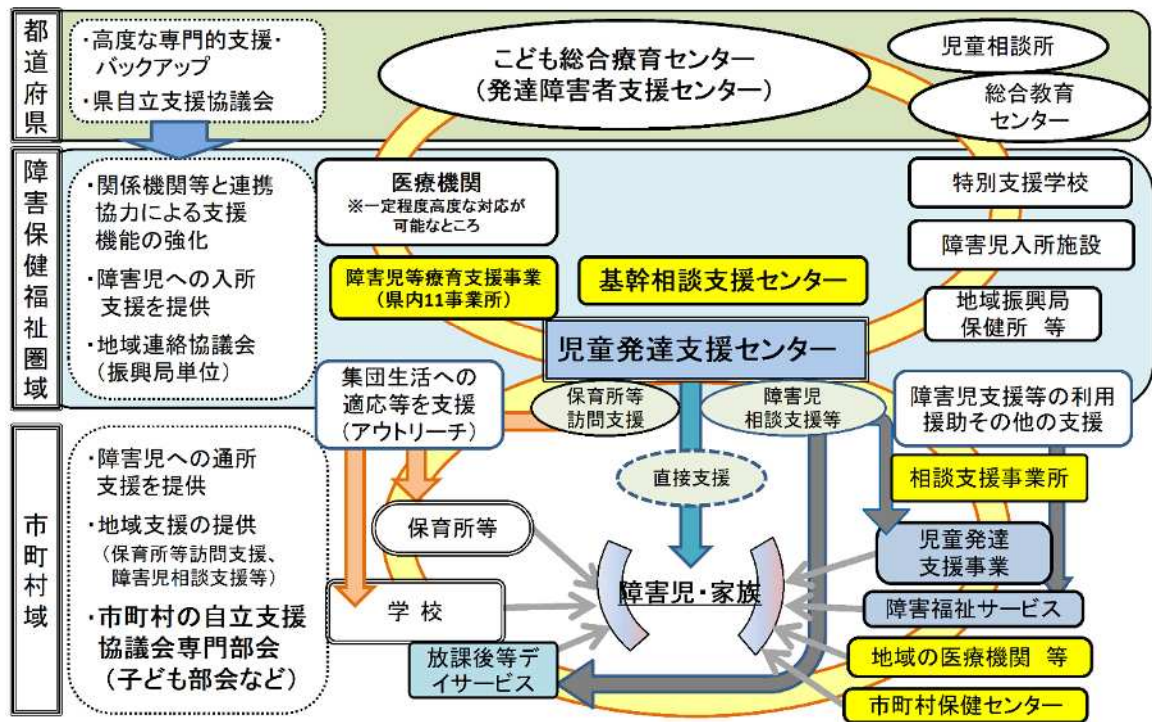 都道府県
・高度な専門的支援・
バックアップ
・県自立支援協議会
こども総合療育センター
(発達障害者支援センター)
児童相談所
総合教育
センター
障害保健福祉圏域
・関係機関等と連携
協力による支援
機能の強化
・障害児への入所
支援を提供
・地域連絡協議会
(振興局単位)
医療機関
※一定程度高度な対応が
可能なところ
特別支援学校
障害児入所施設
障害児等療育支援事業
(県内11事業所)
基幹相談支援センター
地域振興局
保健所 等
児童発達支援センター
集団生活への
適応等を支援
(アウトリーチ)
保育所等
訪問支援
障害児
相談支援等
障害児支援等の利用
援助その他の支援
市町村域
・障害児への通所
支援を提供
・地域支援の提供
(保育所等訪問支援、
障害児相談支援等)
・市町村の自立支援
協議会専門部会
(子ども部会など)
直接支援
相談支援事業所
保育所等
児童発達
支援事業
障害児・家族
学 校
障害福祉サービス
放課後等デ
イサービス
地域の医療機関 等
市町村保健センター